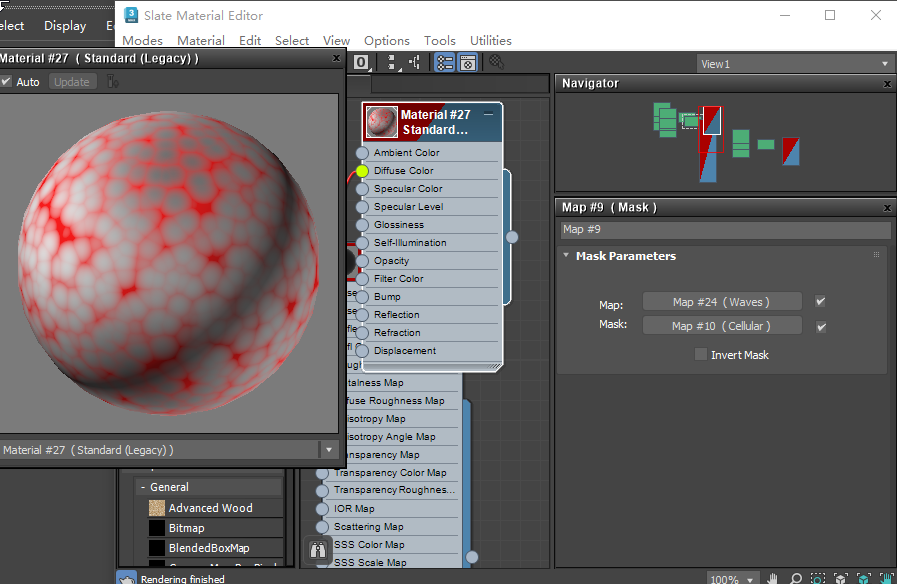 elect Display E
Slate Material Editor
Modes Material Edit Select View Options Tools Utilities
Material #27 ( Standard (Legacy) )
Auto Update
View1
Navigator
Material #27
Standard...
Ambient Color
Diffuse Color
Specular Color
Specular Level
Glossiness
Self-Illumination
Opacity
Filter Color
Bump
Reflection
Refraction
Displacement
Map #9 ( Mask )
Map #9
Mask Parameters
Map: Map #24 ( Waves )
Mask: Map #10 ( Cellular )
Invert Mask
talness Map
fuse Roughness Map
isotropy Map
isotropy Angle Map
ansparency Map
Transparency Color Map
Transparency Roughnes...
IOR Map
Scattering Map
SSS Color Map
SSS Scale Map
Material #27 ( Standard (Legacy) )
- General
Advanced Wood
Bitmap
BlendedBoxMap
Rendering finished
100%